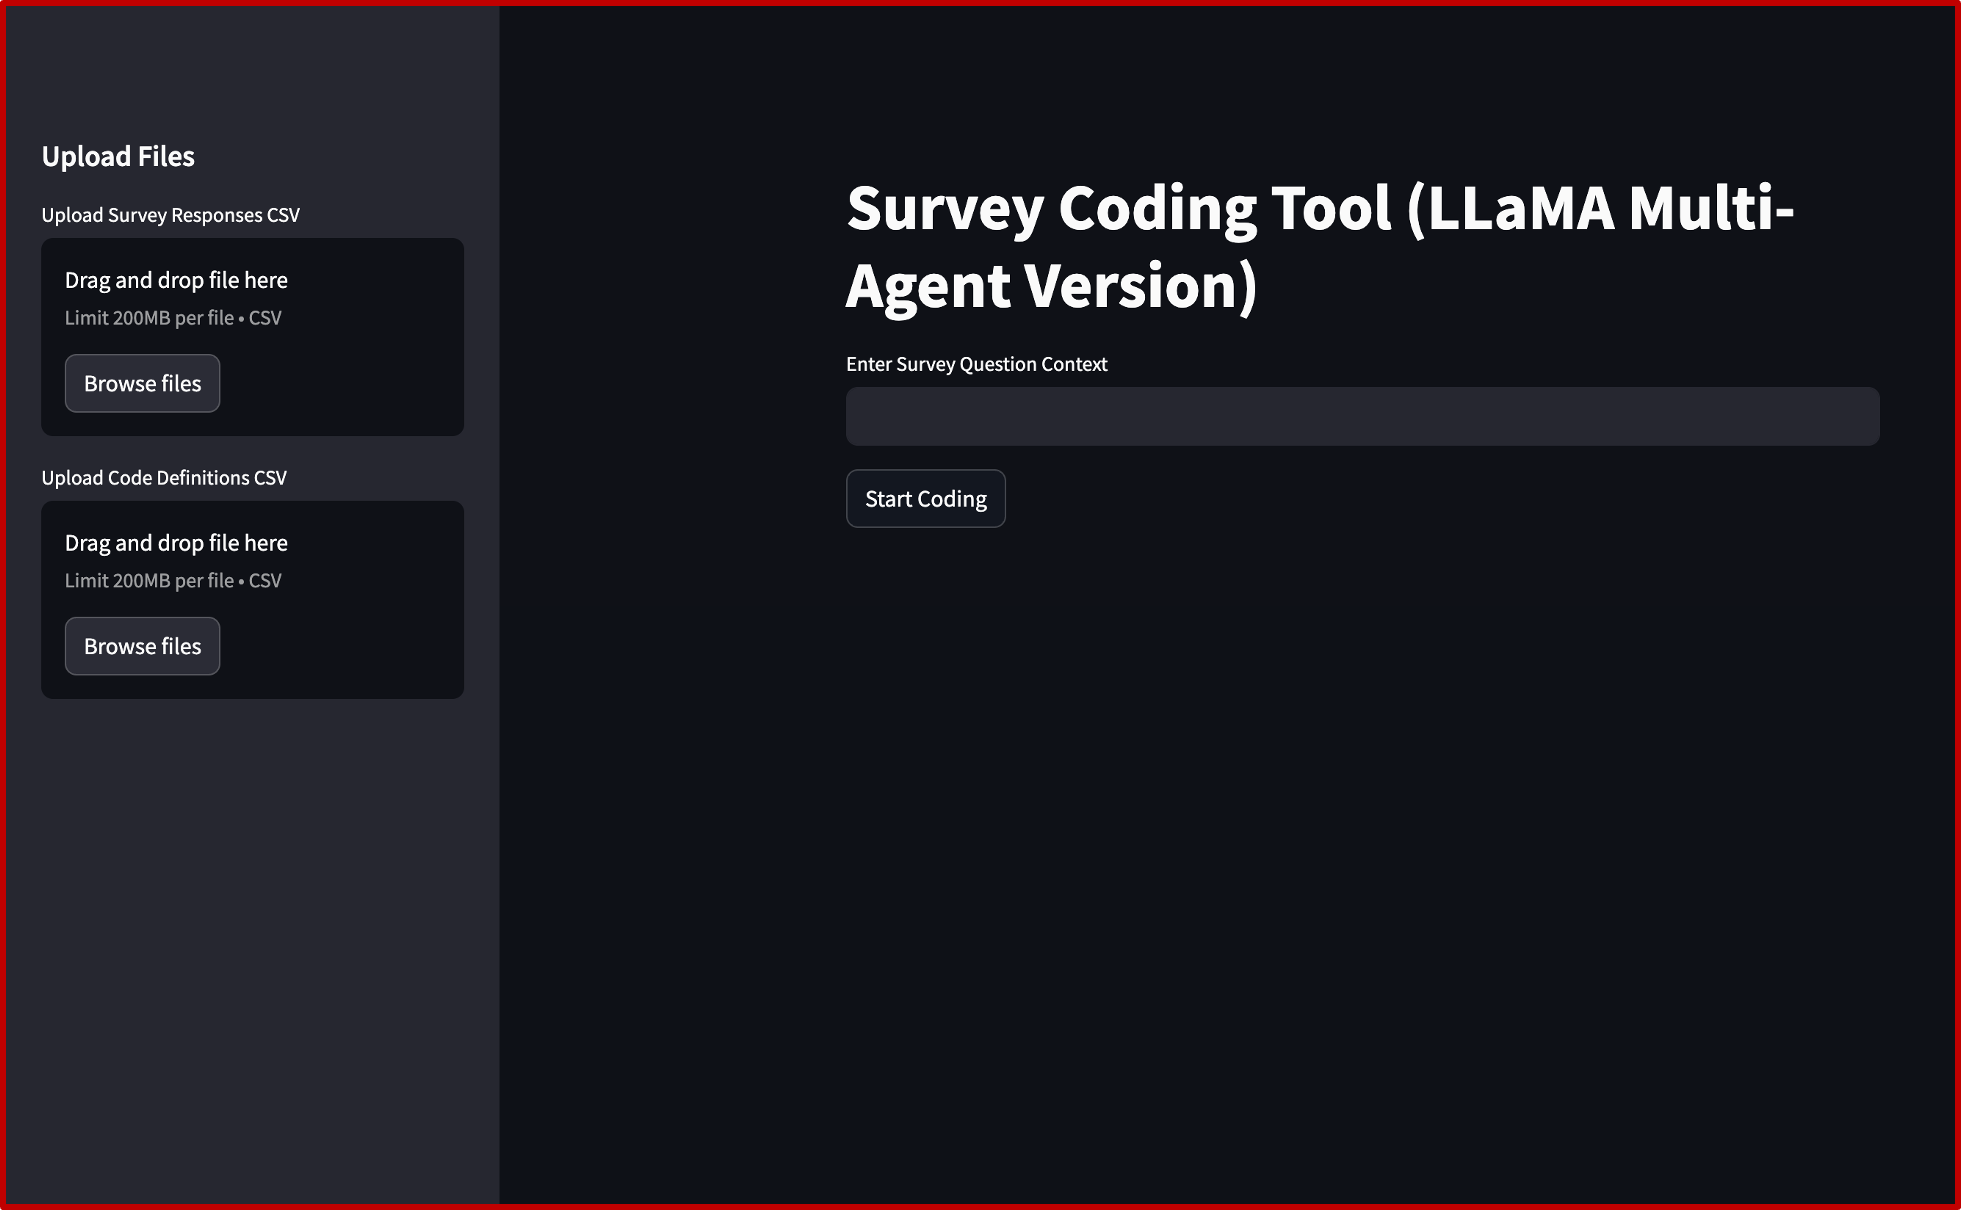 Upload Files
Upload Survey Responses CSV
Drag and drop file here
Limit 200MB per file • CSV
Browse files
Upload Code Definitions CSV
Drag and drop file here
Limit 200MB per file • CSV
Browse files
Survey Coding Tool (LLaMA Multi-
Agent Version)
Enter Survey Question Context
Start Coding